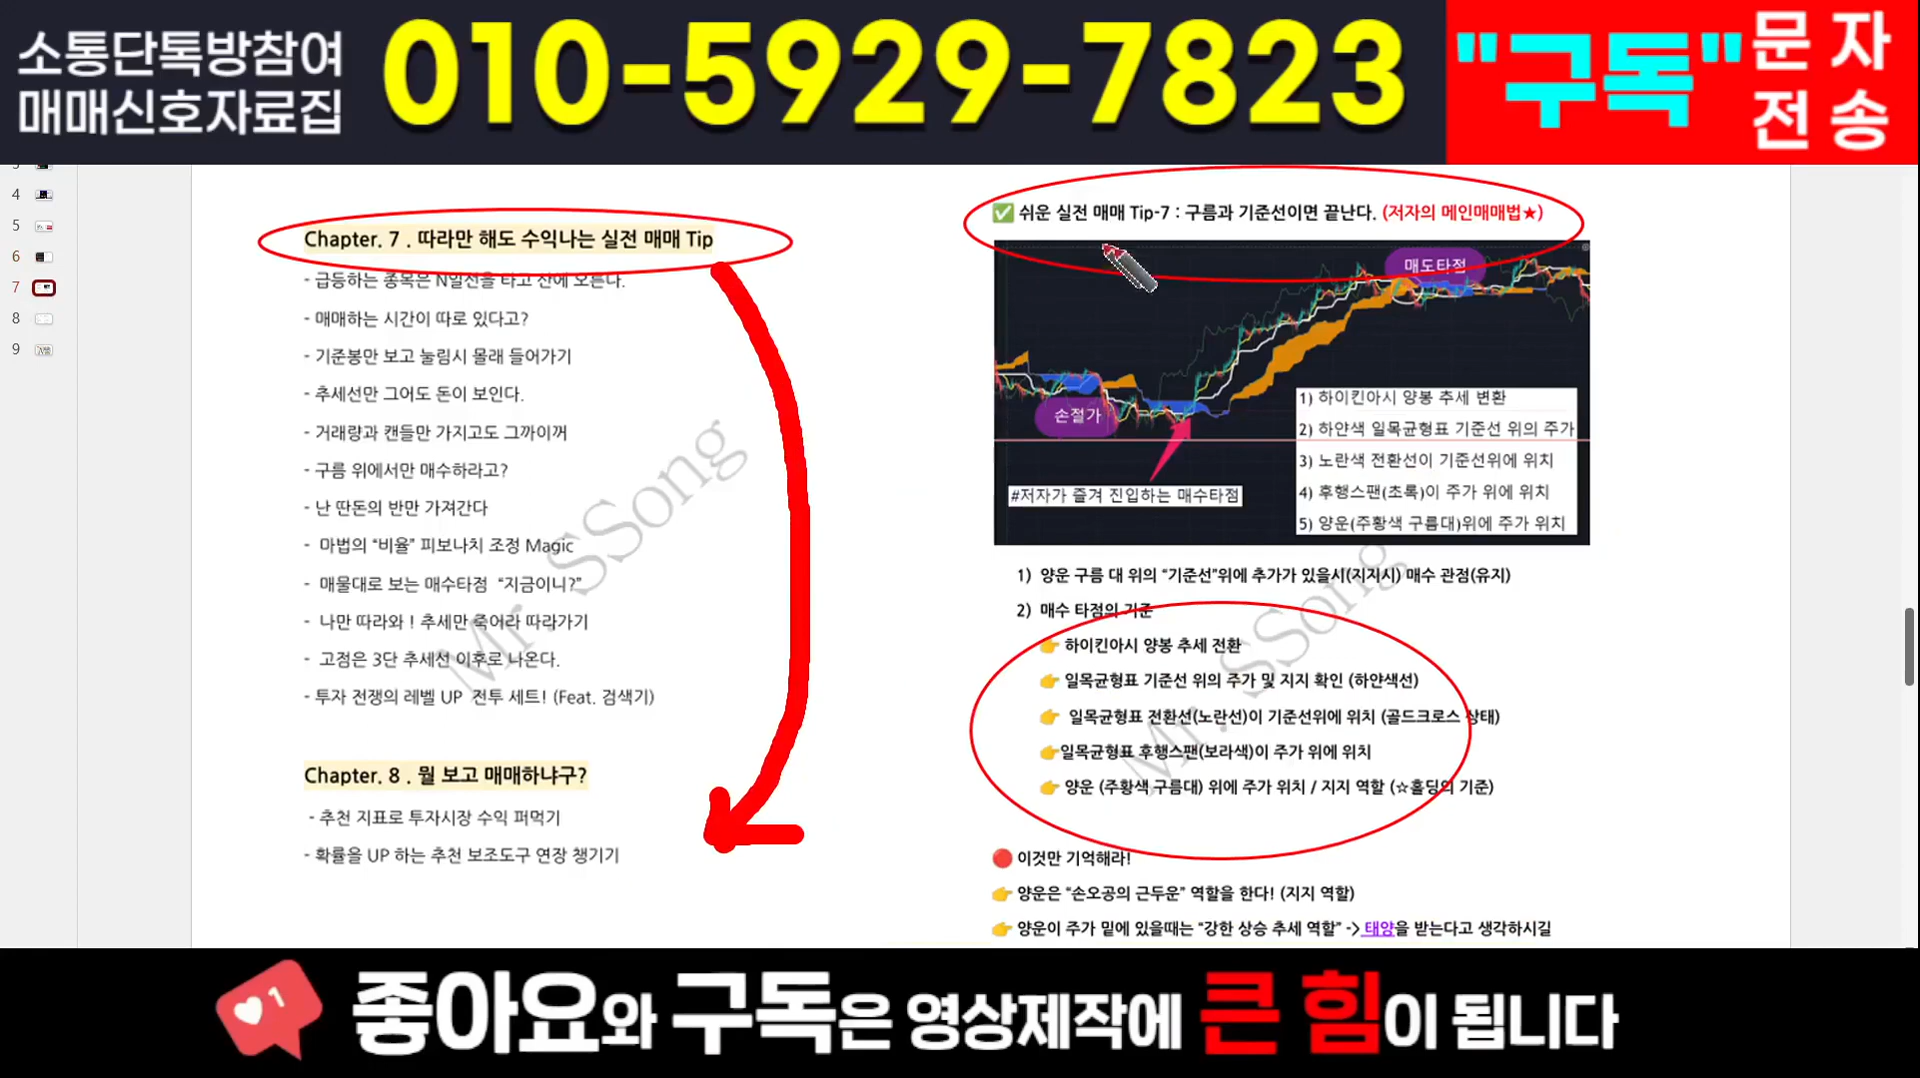 소통단톡방참여
매매신호자료집
010-5929-7823
"구독"
문자
전송
4
5
6
7
8
9
Chapter. 7 . 따라만 해도 수익나는 실전 매매 Tip
- 급등하는 종목은 N일선을 타고 산에 오른다.
- 매매하는 시간이 따로 있다고?
- 기준봉만 보고 눌림시 몰래 들어가기
- 추세선만 그어도 돈이 보인다.
- 거래량과 캔들만 가지고도 그까이꺼
- 구름 위에서만 매수하라고?
- 난 딴돈의 반만 가져간다
- 마법의 “비율” 피보나치 조정 Magic
- 매물대로 보는 매수타점 “지금이니?”
- 나만 따라와 ! 추세만 죽어라 따라가기
- 고점은 3단 추세선 이후로 나온다.
- 투자 전쟁의 레벨 UP 전투 세트! (Feat. 검색기)
Chapter. 8 . 뭘 보고 매매하냐구?
- 추천 지표로 투자시장 수익 퍼먹기
- 확률을 UP 하는 추천 보조도구 연장 챙기기
Mr. SSong
✅ 쉬운 실전 매매 Tip-7 : 구름과 기준선이면 끝난다. (저자의 메인매매법★)
매도타점
손절가
#저자가 즐겨 진입하는 매수타점
1) 하이킨아시 양봉 추세 변환
2) 하얀색 일목균형표 기준선 위의 주가
3) 노란색 전환선이 기준선위에 위치
4) 후행스팬(초록)이 주가 위에 위치
5) 양운(주황색 구름대)위에 주가 위치
1) 양운 구름 대 위의 “기준선”위에 추가가 있을시(지지시) 매수 관점(유지)
2) 매수 타점의 기준
👉 하이킨아시 양봉 추세 전환
👉 일목균형표 기준선 위의 주가 및 지지 확인 (하얀색선)
👉 일목균형표 전환선(노란선)이 기준선위에 위치 (골드크로스 상태)
👉일목균형표 후행스팬(보라색)이 주가 위에 위치
👉 양운 (주황색 구름대) 위에 주가 위치 / 지지 역할 (☆홀딩의 기준)
Mr. SSong
🔴 이것만 기억해라!
👉 양운은 “손오공의 근두운” 역할을 한다! (지지 역할)
👉 양운이 주가 밑에 있을때는 “강한 상승 추세 역할” -> 태양을 받는다고 생각하시길
1
좋아요와 구독은 영상제작에 큰 힘이 됩니다